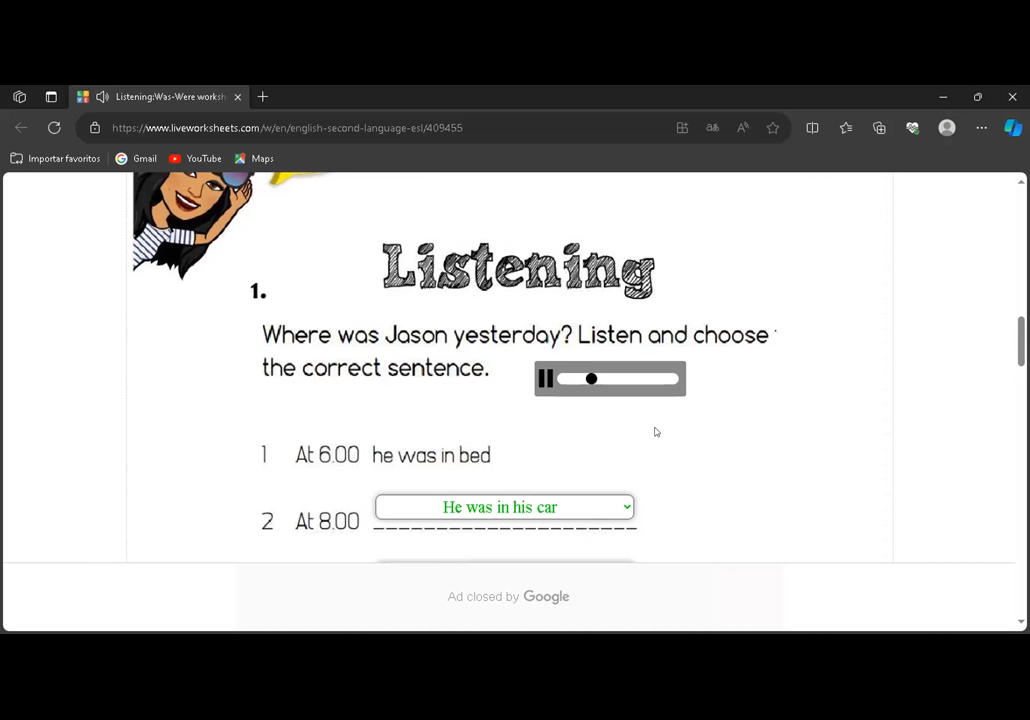 Listening:Was-Were worksh
https://www.liveworksheets.com/w/en/english-second-language-esl/409455
Importar favoritos Gmail YouTube Maps
Listening
1.
Where was Jason yesterday? Listen and choose
the correct sentence.
1 At 6.00 he was in bed
2 At 8.00 He was in his car
Ad closed by Google